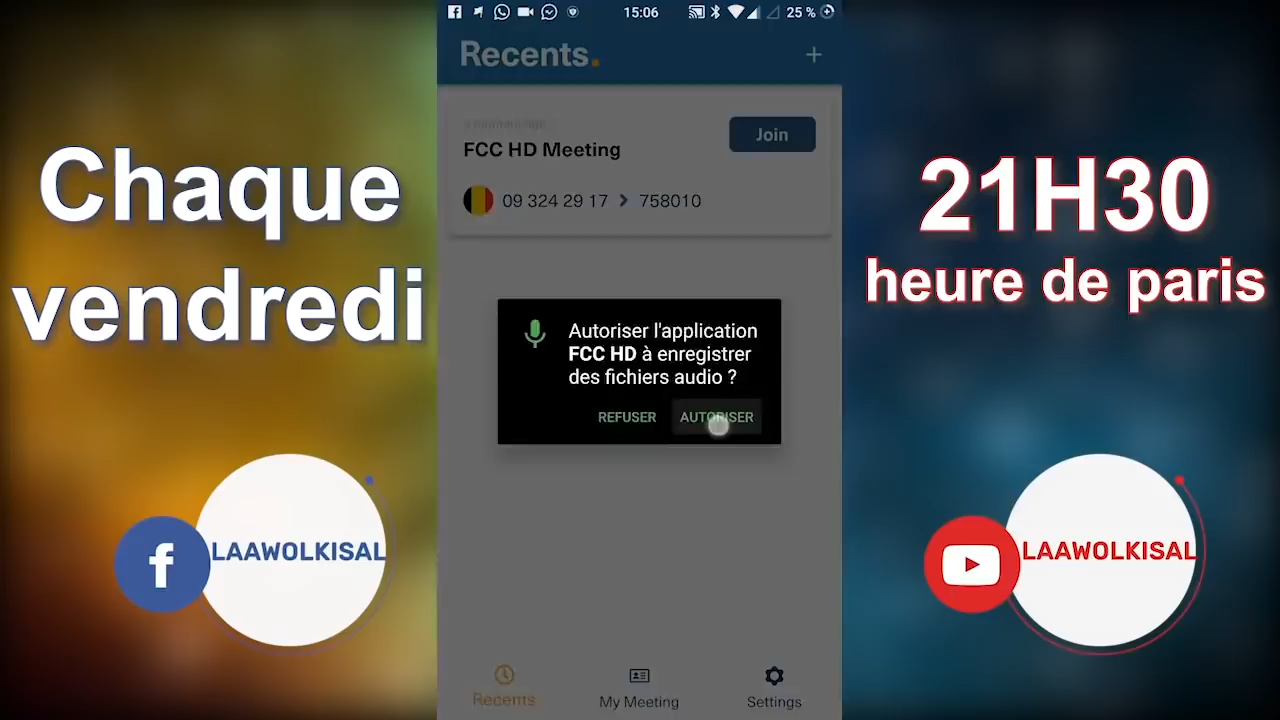 15:06
25 %
Recents.
+
FCC HD Meeting
Join
09 324 29 17 > 758010
Autoriser l'application
FCC HD à enregistrer
des fichiers audio ?
REFUSER
AUTORISER
Recents
My Meeting
Settings
Chaque
vendredi
LAAWOLKISAL
21H30
heure de paris
LAAWOLKISAL